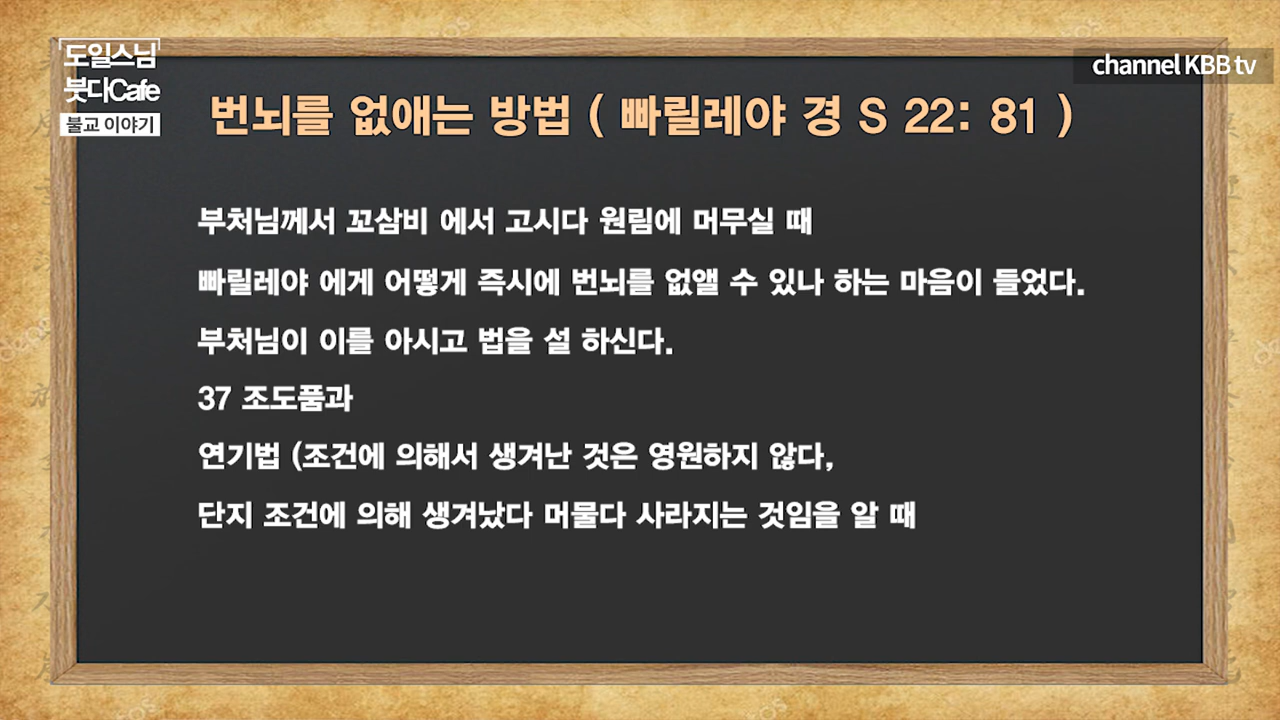 도일스님
붓다Cafe
불교 이야기
channel KBB tv
번뇌를 없애는 방법 ( 빠릴레야 경 S 22: 81 )
부처님께서 꼬삼비 에서 고시다 원림에 머무실 때
빠릴레야 에게 어떻게 즉시에 번뇌를 없앨 수 있나 하는 마음이 들었다.
부처님이 이를 아시고 법을 설 하신다.
37 조도품과
연기법 (조건에 의해서 생겨난 것은 영원하지 않다,
단지 조건에 의해 생겨났다 머물다 사라지는 것임을 알 때